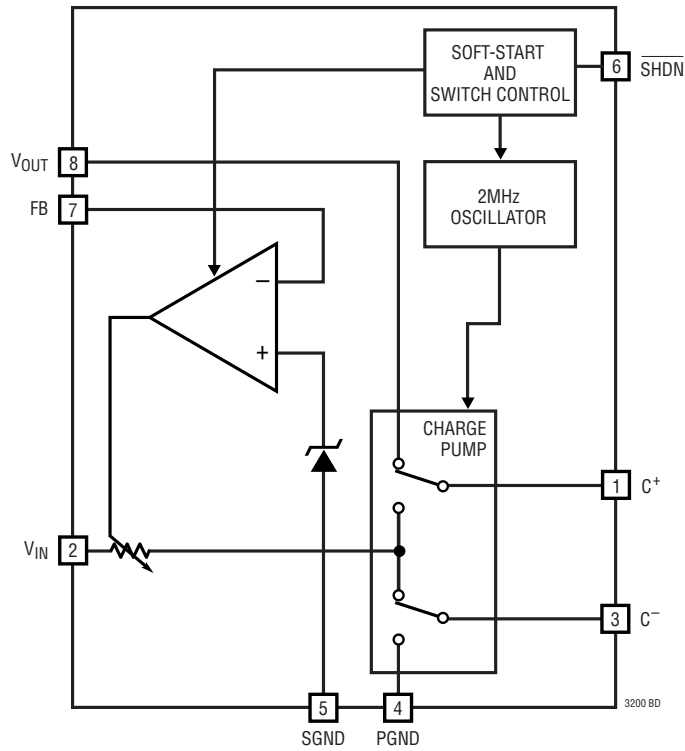 SOFT-START
AND
SWITCH CONTROL
6
SHDN
VOUT
8
FB
7
2MHz
OSCILLATOR
−
+
CHARGE
PUMP
1
C+
VIN
2
3
C−
5
4
3200 BD
SGND
PGND